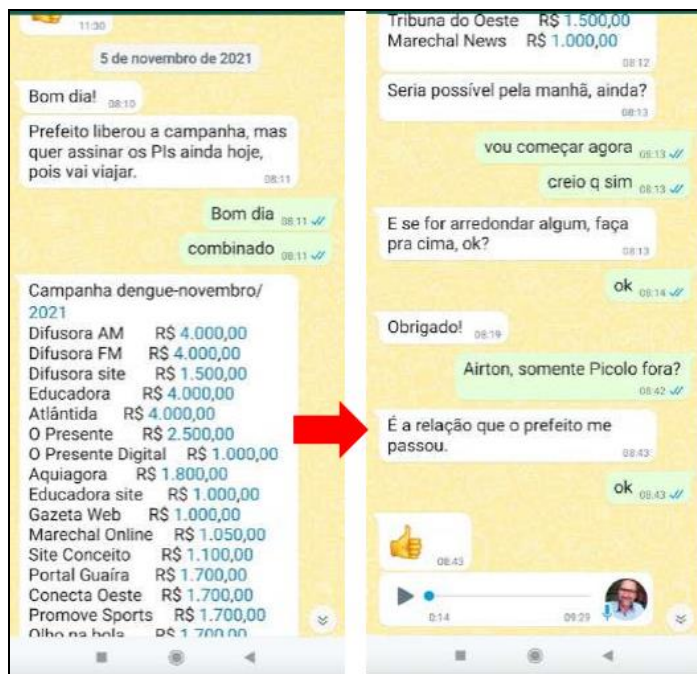 11:30
5 de novembro de 2021
Bom dia! 08:10
Prefeito liberou a campanha, mas
quer assinar os PIs ainda hoje,
pois vai viajar.
08:11
Bom dia 08:11
combinado 08:11
Campanha dengue-novembro/
2021
Difusora AM R$ 4.000,00
Difusora FM R$ 4.000,00
Difusora site R$ 1.500,00
Educadora R$ 4.000,00
Atlântida R$ 4.000,00
O Presente R$ 2.500,00
O Presente Digital R$ 1.000,00
Aquiagora R$ 1.800,00
Educadora site R$ 1.000,00
Gazeta Web R$ 1.000,00
Marechal Online R$ 1.050,00
Site Conceito R$ 1.100,00
Portal Guaíra R$ 1.700,00
Conecta Oeste R$ 1.700,00
Promove Sports R$ 1.700,00
Olho na bola R$ 1.700,00
Tribuna do Oeste R$ 1.500,00
Marechal News R$ 1.000,00
08:12
Seria possível pela manhã, ainda?
08:13
vou começar agora 08:13
creio q sim 08:13
E se for arredondar algum, faça
pra cima, ok?
08:13
ok 08:14
Obrigado! 08:19
Airton, somente Picolo fora?
08:42
É a relação que o prefeito me
passou.
08:43
ok 08:43
08:43
0:14 09:29